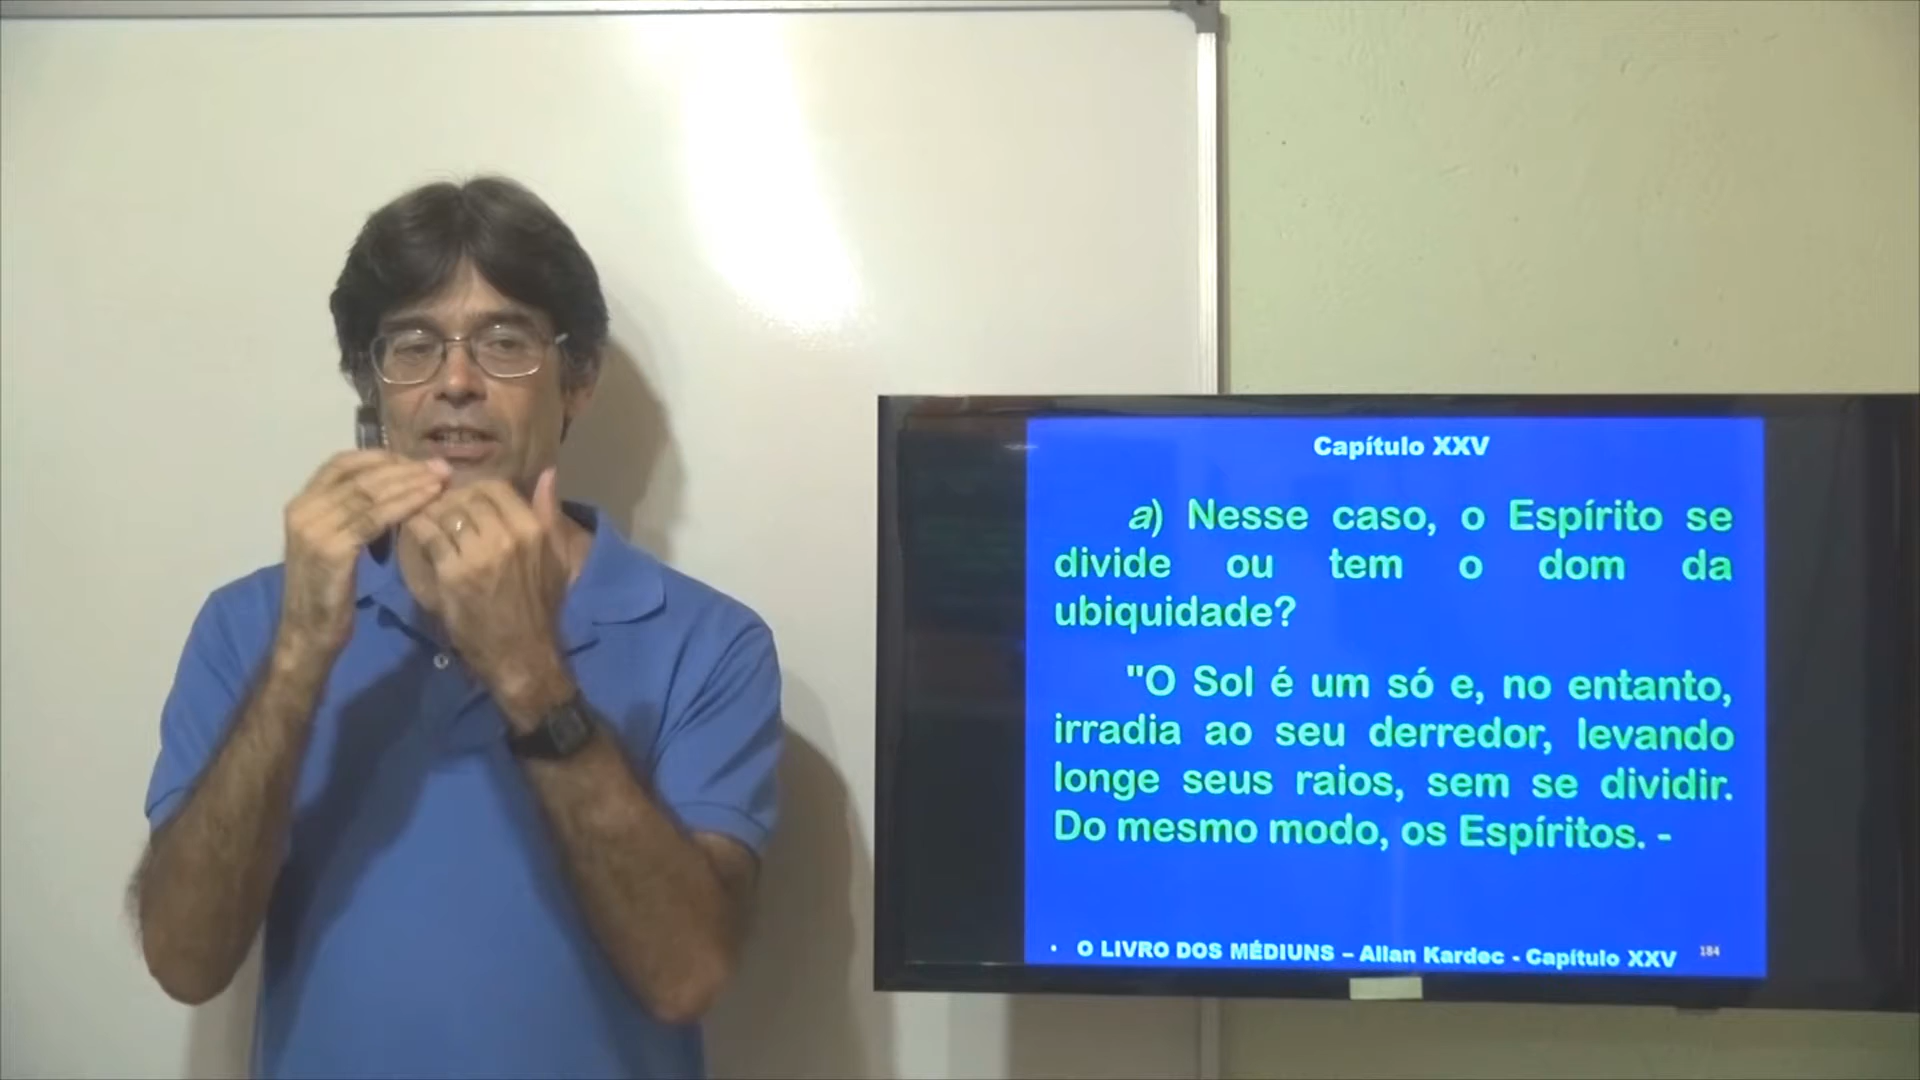 Capítulo XXV
a) Nesse caso, o Espírito se
divide ou tem o dom da
ubiquidade?
"O Sol é um só e, no entanto,
irradia ao seu derredor, levando
longe seus raios, sem se dividir.
Do mesmo modo, os Espíritos. -
• O LIVRO DOS MÉDIUNS – Allan Kardec - Capítulo XXV 184